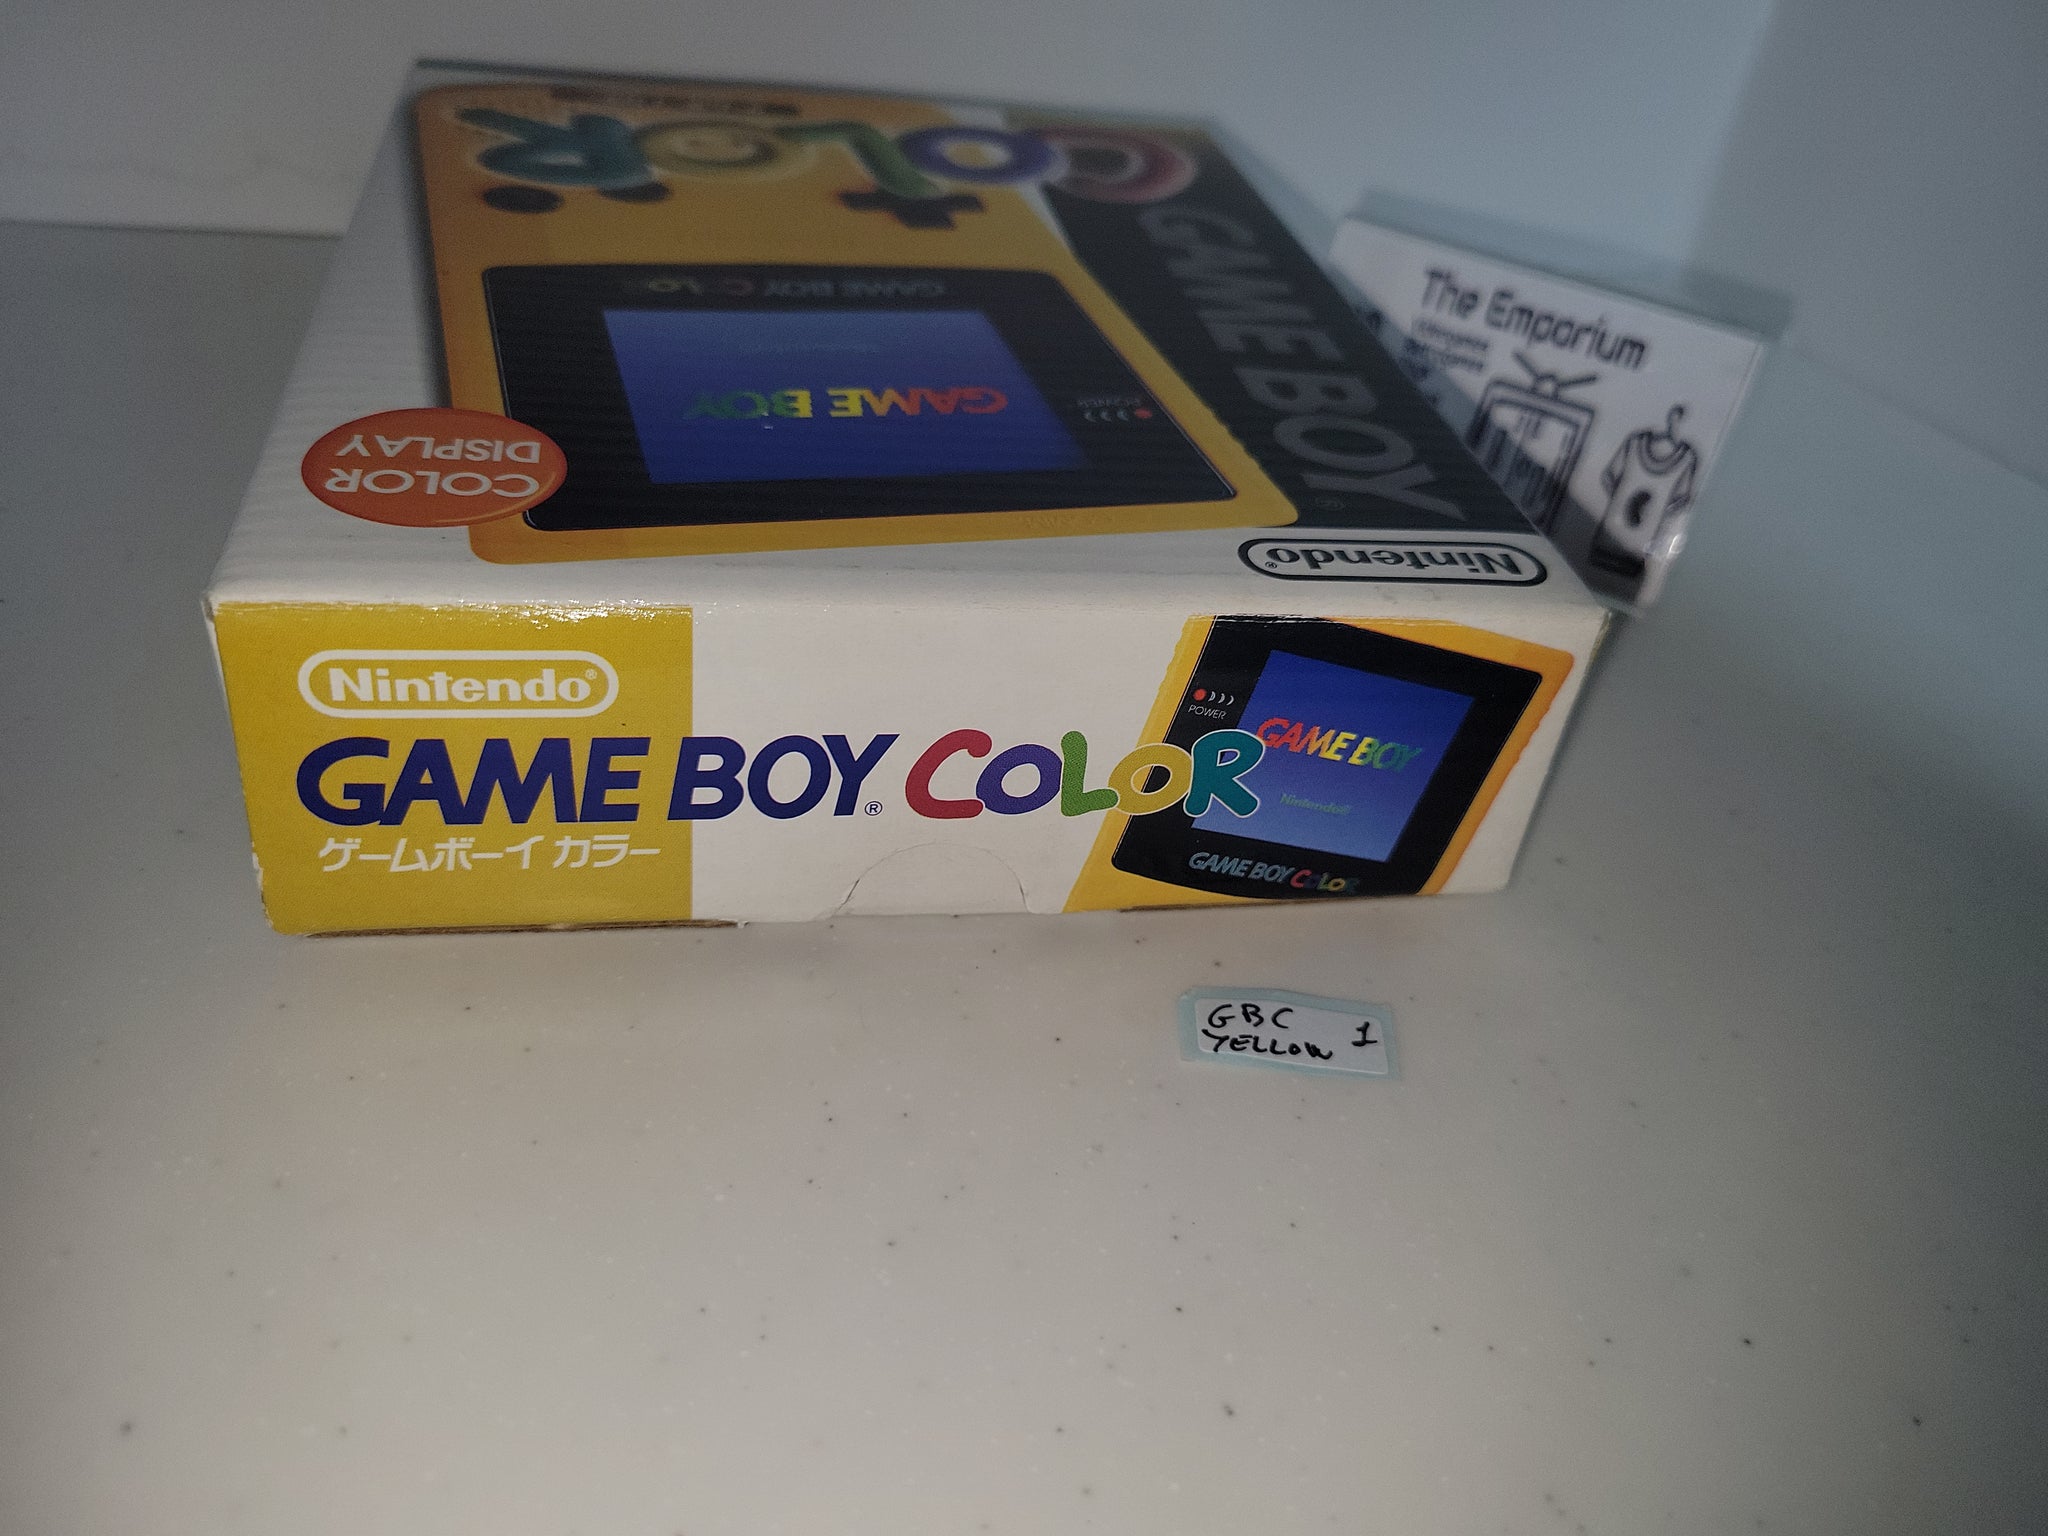 COLOR
GAME BOY
GAME BOY COLOR
POWER
GAME BOY
COLOR
DISPLAY
Nintendo®
The Emporium
Nintendo®
GAME BOY® COLOR
ゲームボーイ カラー
POWER
GAME BOY
Nintendo®
GAME BOY COLOR
GBC
YELLOW 1